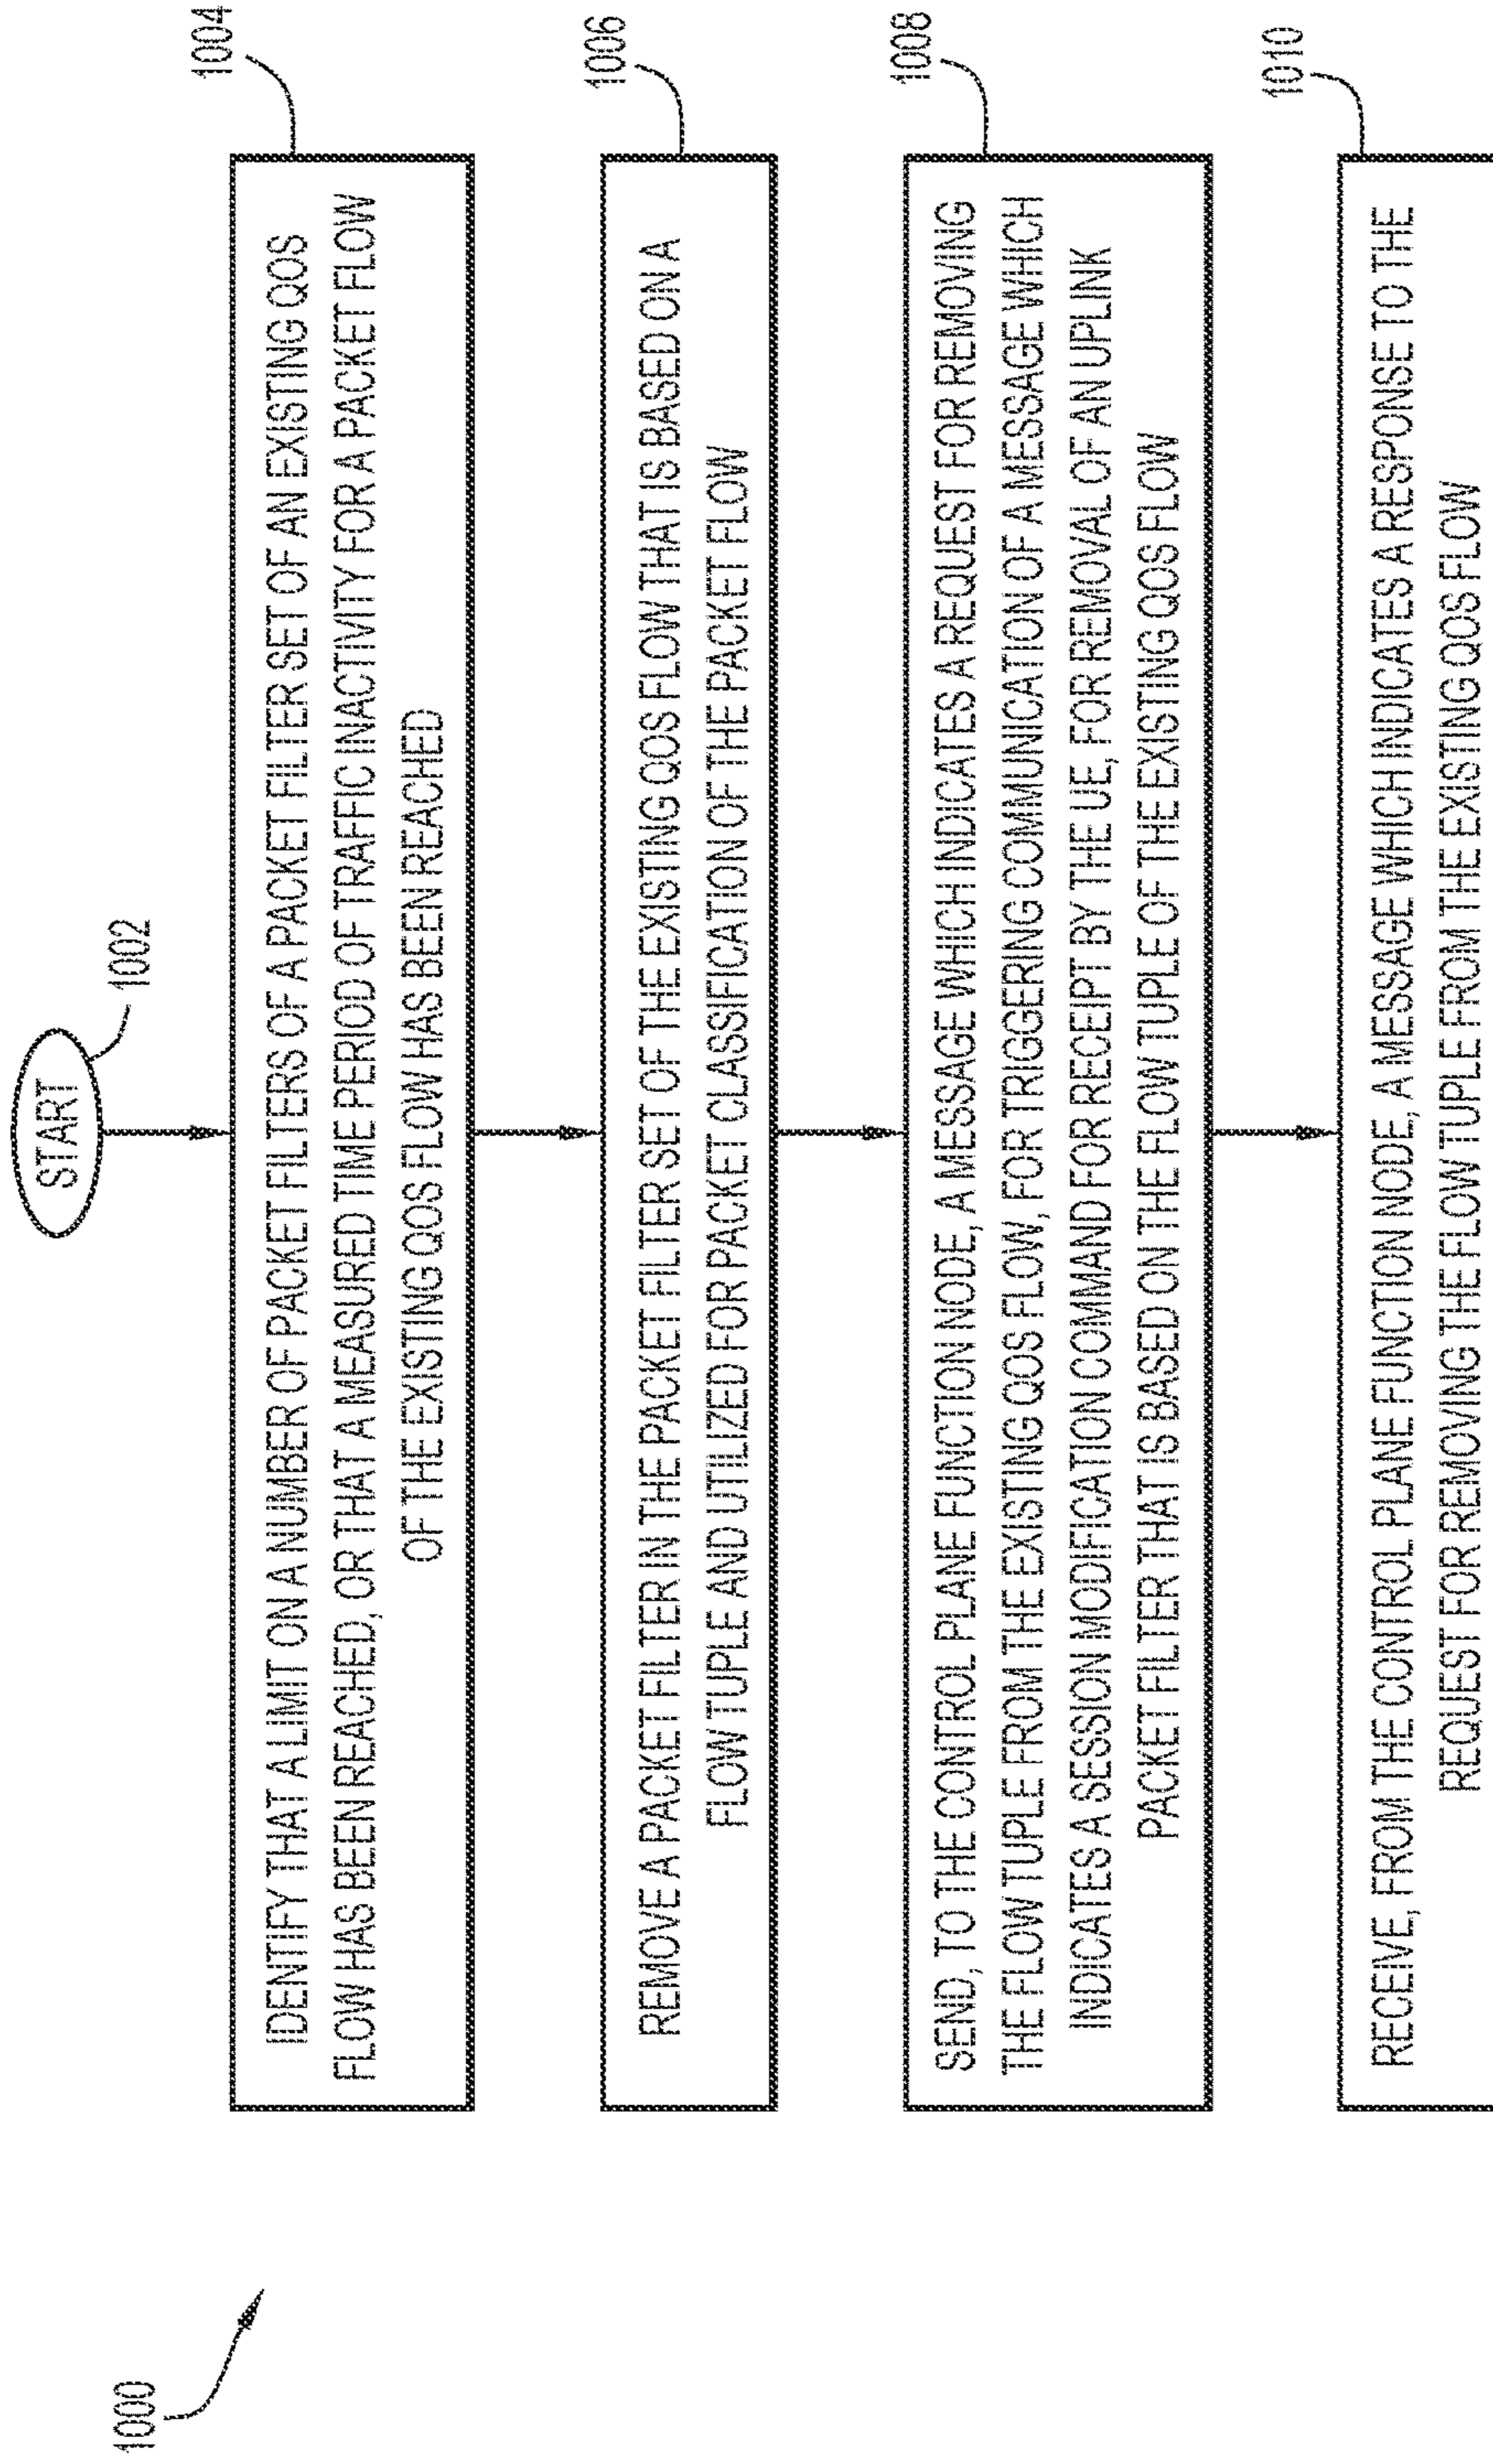 1000
START
1002
1004
IDENTIFY THAT A LIMIT ON A NUMBER OF PACKET FILTERS OF A PACKET FILTER SET OF AN EXISTING QOS
FLOW HAS BEEN REACHED, OR THAT A MEASURED TIME PERIOD OF TRAFFIC INACTIVITY FOR A PACKET FLOW
OF THE EXISTING QOS FLOW HAS BEEN REACHED
1006
REMOVE A PACKET FILTER IN THE PACKET FILTER SET OF THE EXISTING QOS FLOW THAT IS BASED ON A
FLOW TUPLE AND UTILIZED FOR PACKET CLASSIFICATION OF THE PACKET FLOW
1008
SEND, TO THE CONTROL PLANE FUNCTION NODE, A MESSAGE WHICH INDICATES A REQUEST FOR REMOVING
THE FLOW TUPLE FROM THE EXISTING QOS FLOW, FOR TRIGGERING COMMUNICATION OF A MESSAGE WHICH
INDICATES A SESSION MODIFICATION COMMAND FOR RECEIPT BY THE UE, FOR REMOVAL OF AN UPLINK
PACKET FILTER THAT IS BASED ON THE FLOW TUPLE OF THE EXISTING QOS FLOW
1010
RECEIVE, FROM THE CONTROL PLANE FUNCTION NODE, A MESSAGE WHICH INDICATES A RESPONSE TO THE
REQUEST FOR REMOVING THE FLOW TUPLE FROM THE EXISTING QOS FLOW